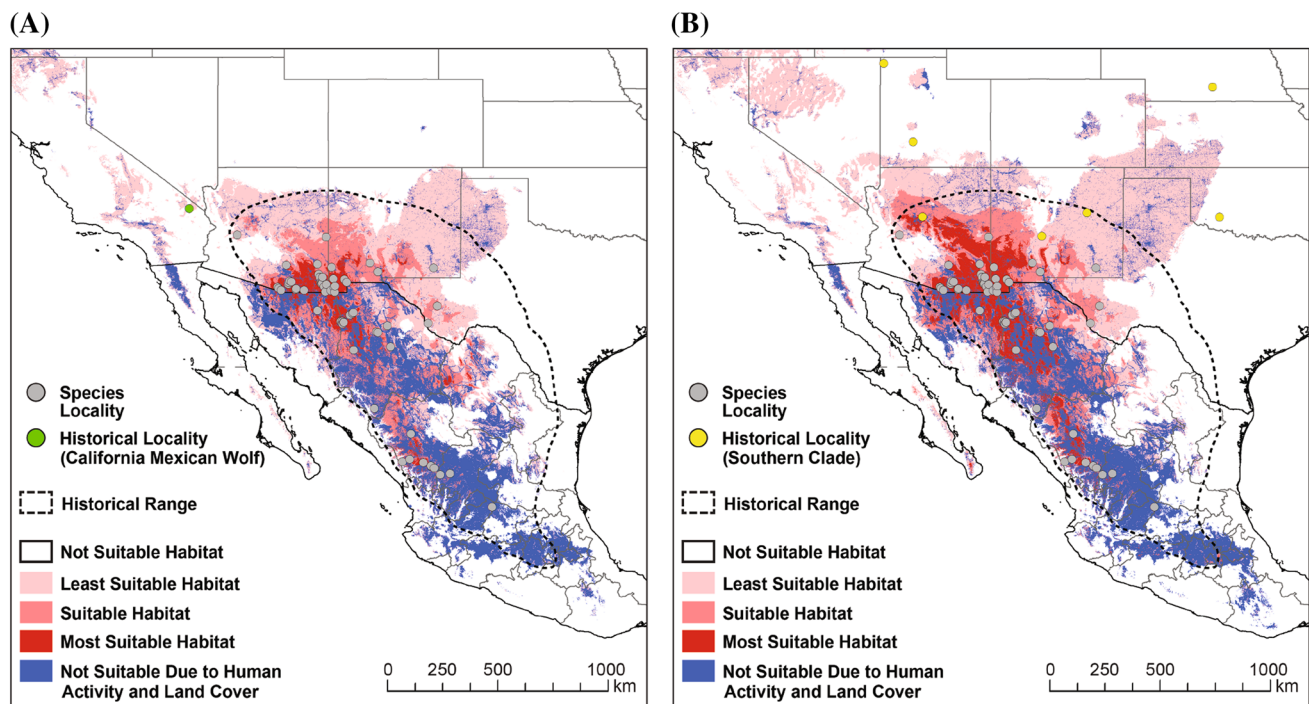 (A)
Species
Locality
Historical Locality
(California Mexican Wolf)
Historical Range
Not Suitable Habitat
Least Suitable Habitat
Suitable Habitat
Most Suitable Habitat
Not Suitable Due to Human
Activity and Land Cover
0 250 500 1000
km
(B)
Species
Locality
Historical Locality
(Southern Clade)
Historical Range
Not Suitable Habitat
Least Suitable Habitat
Suitable Habitat
Most Suitable Habitat
Not Suitable Due to Human
Activity and Land Cover
0 250 500 1000
km